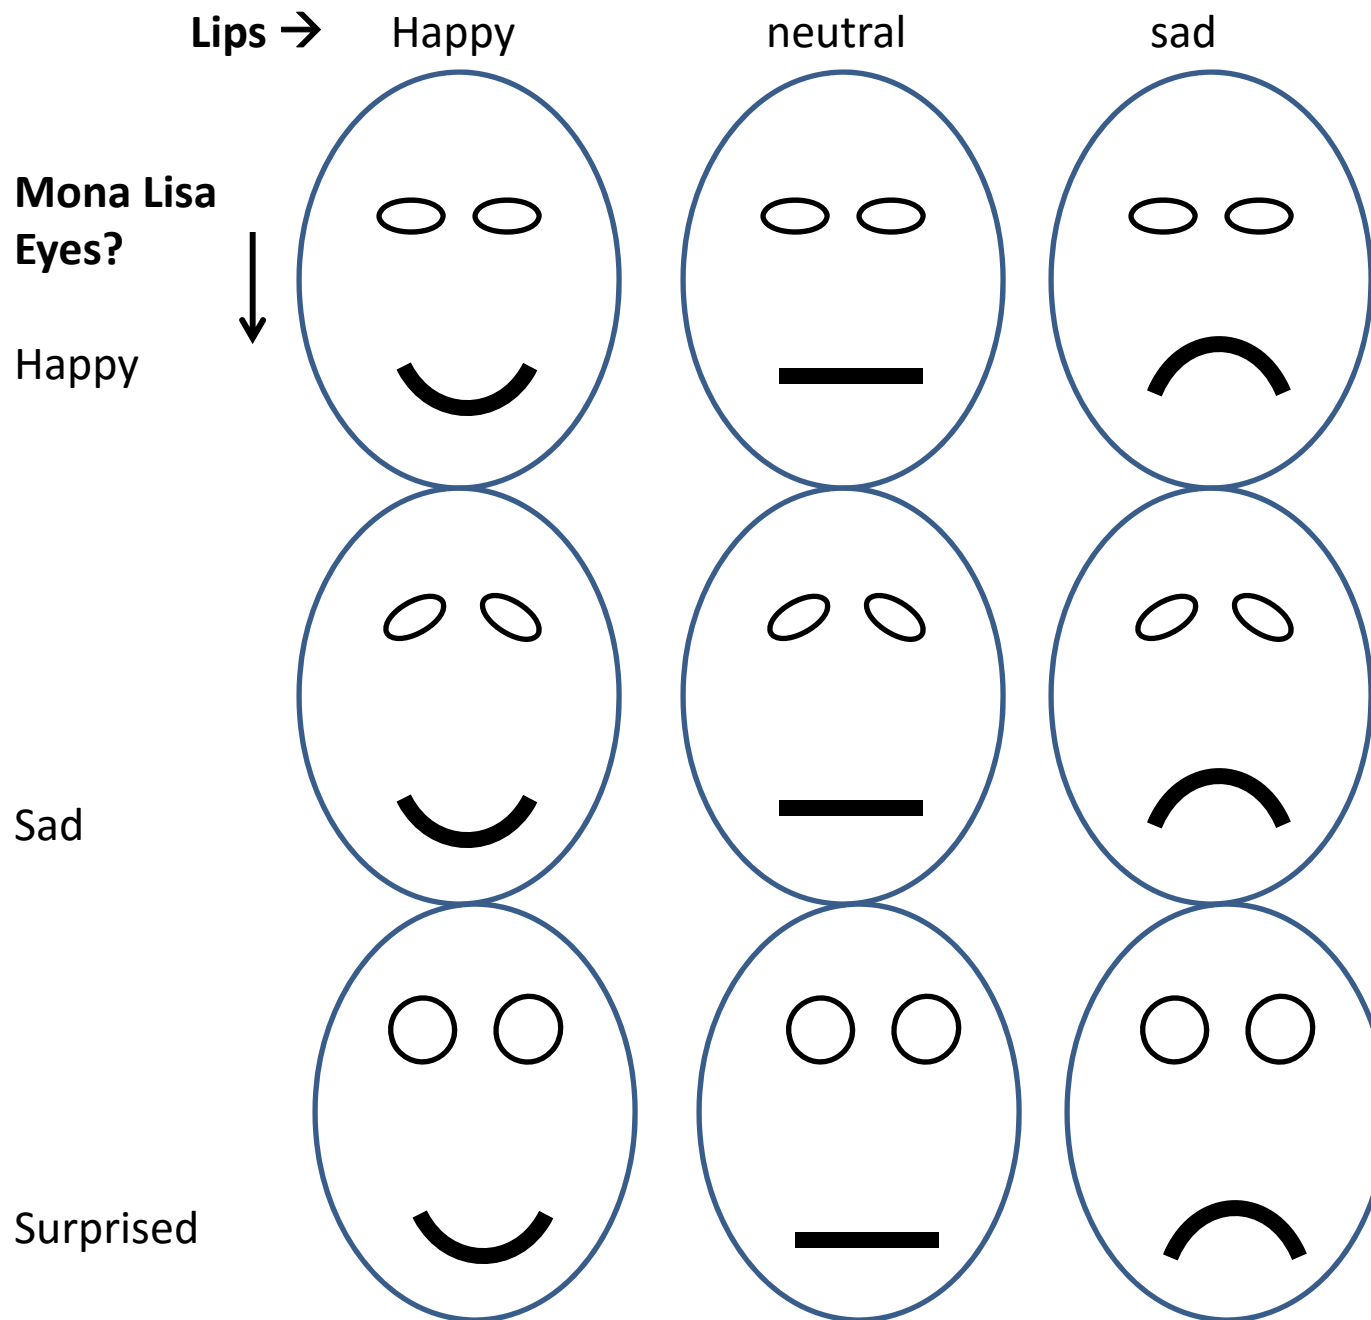 Lips → Happy neutral sad
Mona Lisa
Eyes?
Happy
Sad
Surprised